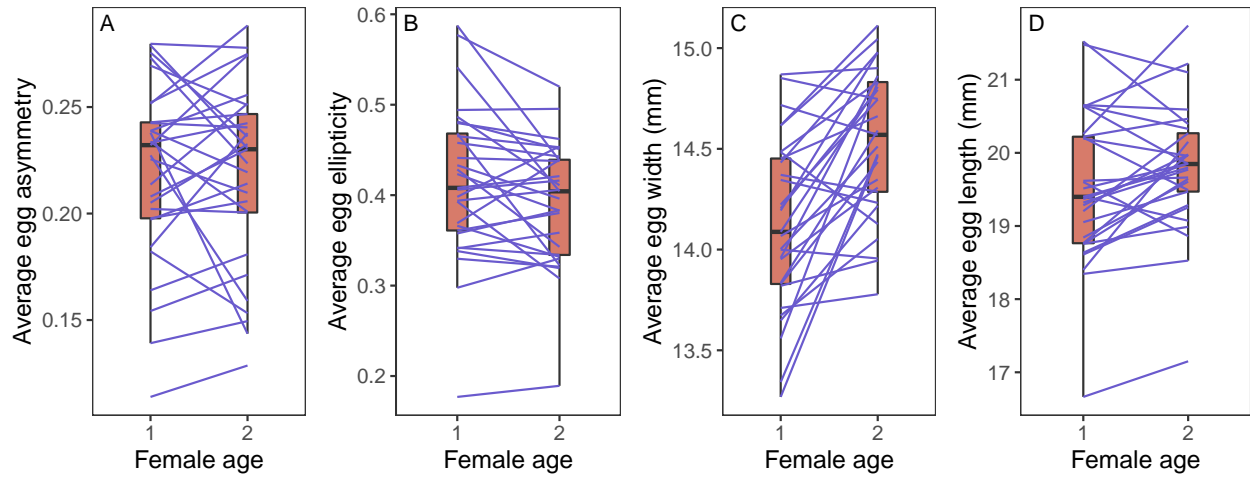 A
Average egg asymmetry
0.25
0.20
0.15
1
2
Female age
B
Average egg ellipticity
0.6
0.5
0.4
0.3
0.2
1
2
Female age
C
Average egg width (mm)
15.0
14.5
14.0
13.5
1
2
Female age
D
Average egg length (mm)
21
20
19
18
17
1
2
Female age